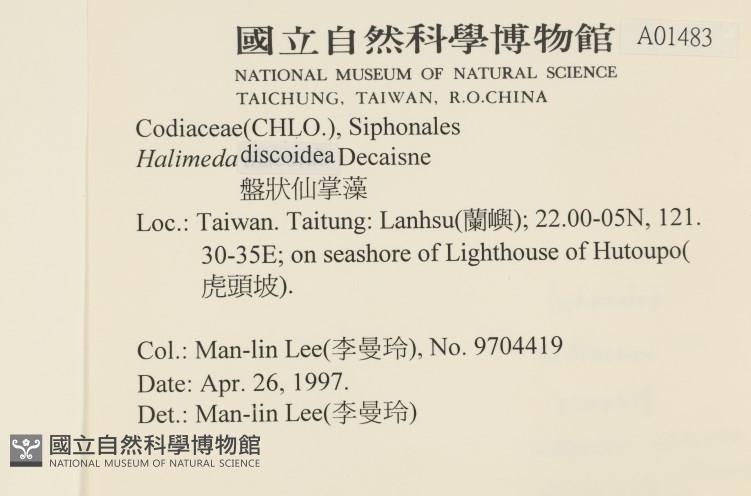 國立自然科學博物館 A01483
NATIONAL MUSEUM OF NATURAL SCIENCE
TAICHUNG, TAIWAN, R.O.CHINA
Codiaceae(CHLO.), Siphonales
Halimeda discoidea Decaisne
盤狀仙掌藻
Loc.: Taiwan. Taitung: Lanhsu(蘭嶼); 22.00-05N, 121.
30-35E; on seashore of Lighthouse of Hutoupo(
虎頭坡).
Col.: Man-lin Lee(李曼玲), No. 9704419
Date: Apr. 26, 1997.
Det.: Man-lin Lee(李曼玲)
國立自然科學博物館
NATIONAL MUSEUM OF NATURAL SCIENCE